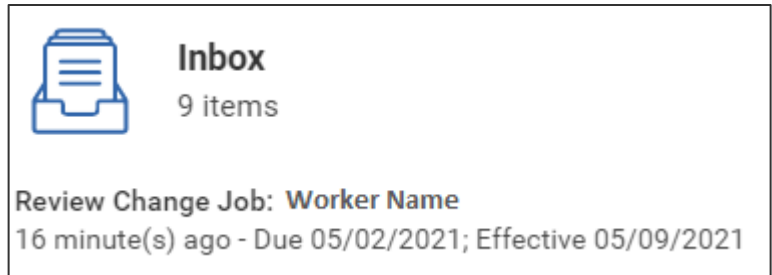 Inbox
9 items
Review Change Job: Worker Name
16 minute(s) ago - Due 05/02/2021; Effective 05/09/2021